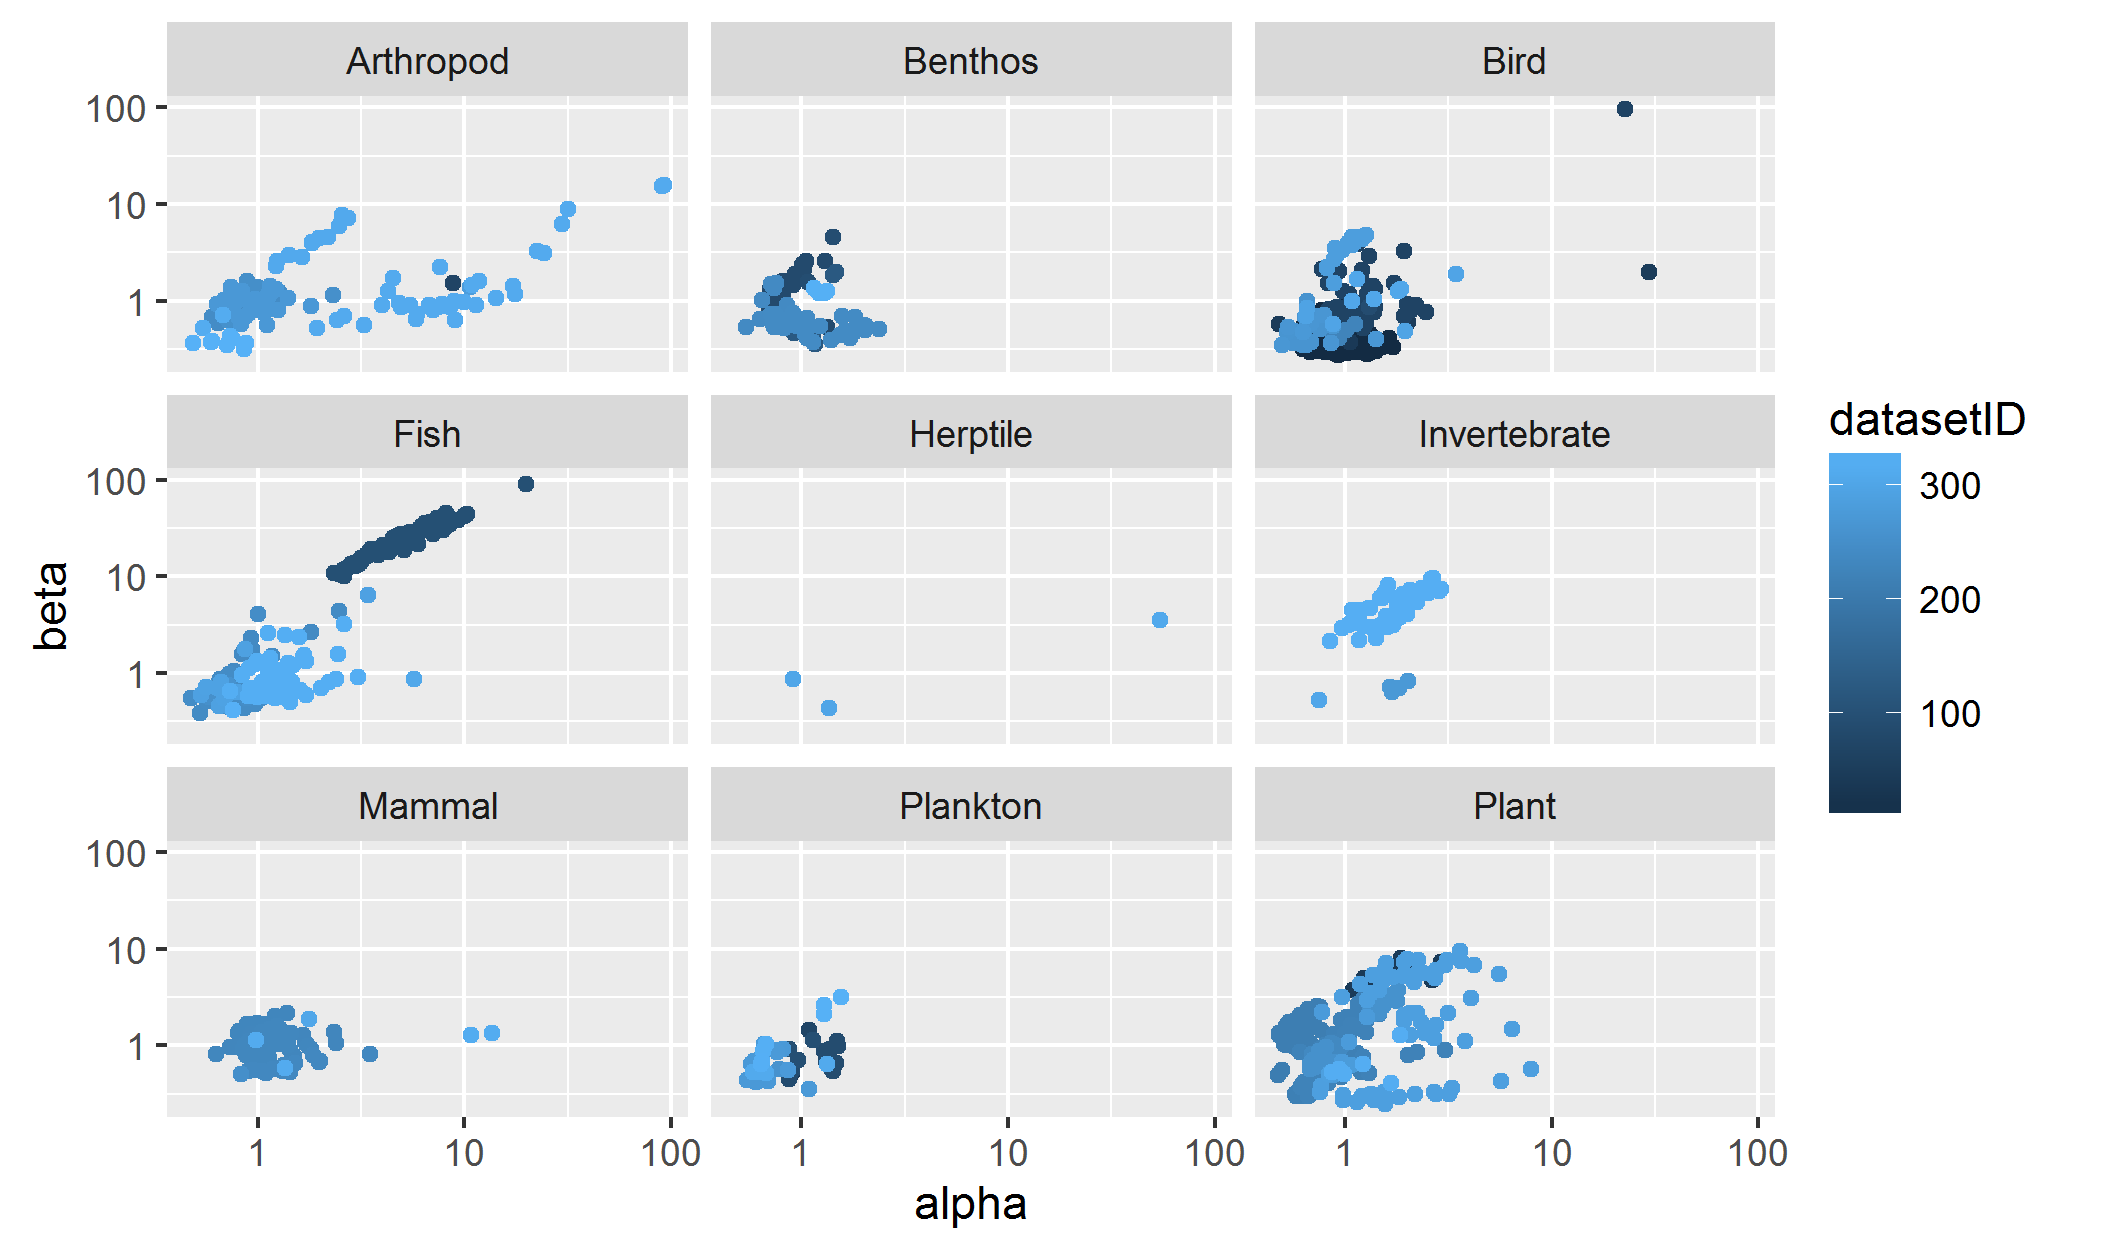 Arthropod Benthos Bird
100
10
1
Fish Herptile Invertebrate
100
10
1
Mammal Plankton Plant
100
10
1
1 10 100 1 10 100 1 10 100
alpha
beta
datasetID
300
200
100